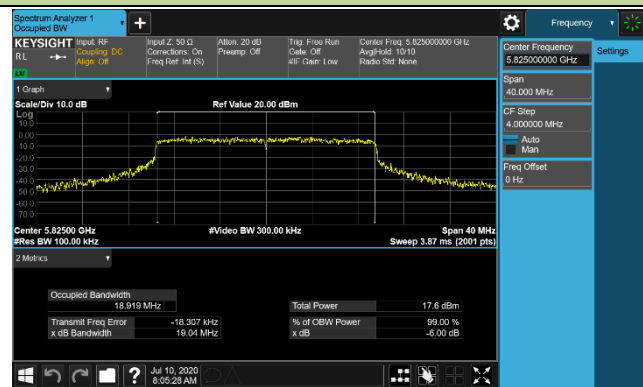 Spectrum Analyzer 1
Occupied BW
Frequency
KEYSIGHT
R L
Input: RF
Coupling: DC
Align: Off
Input Z: 50 Ω
Corrections: On
Freq Ref: Int (S)
Atten: 20 dB
Preamp: Off
Trig: Free Run
Gate: Off
#IF Gain: Low
Center Freq: 5.825000000 GHz
Avg|Hold: 10/10
Radio Std: None
1 Graph
Scale/Div 10.0 dB
Ref Value 20.00 dBm
Log
10.0
0.00
-10.0
-20.0
-30.0
-40.0
-50.0
-60.0
-70.0
Center 5.82500 GHz
#Video BW 300.00 kHz
Span 40 MHz
#Res BW 100.00 kHz
Sweep 3.87 ms (2001 pts)
2 Metrics
Occupied Bandwidth
18.919 MHz
Total Power
17.6 dBm
Transmit Freq Error
-18.307 kHz
% of OBW Power
99.00 %
x dB Bandwidth
19.04 MHz
x dB
-6.00 dB
Jul 10, 2020
8:05:28 AM
Center Frequency
5.825000000 GHz
Settings
Span
40.000 MHz
CF Step
4.000000 MHz
Auto
Man
Freq Offset
0 Hz